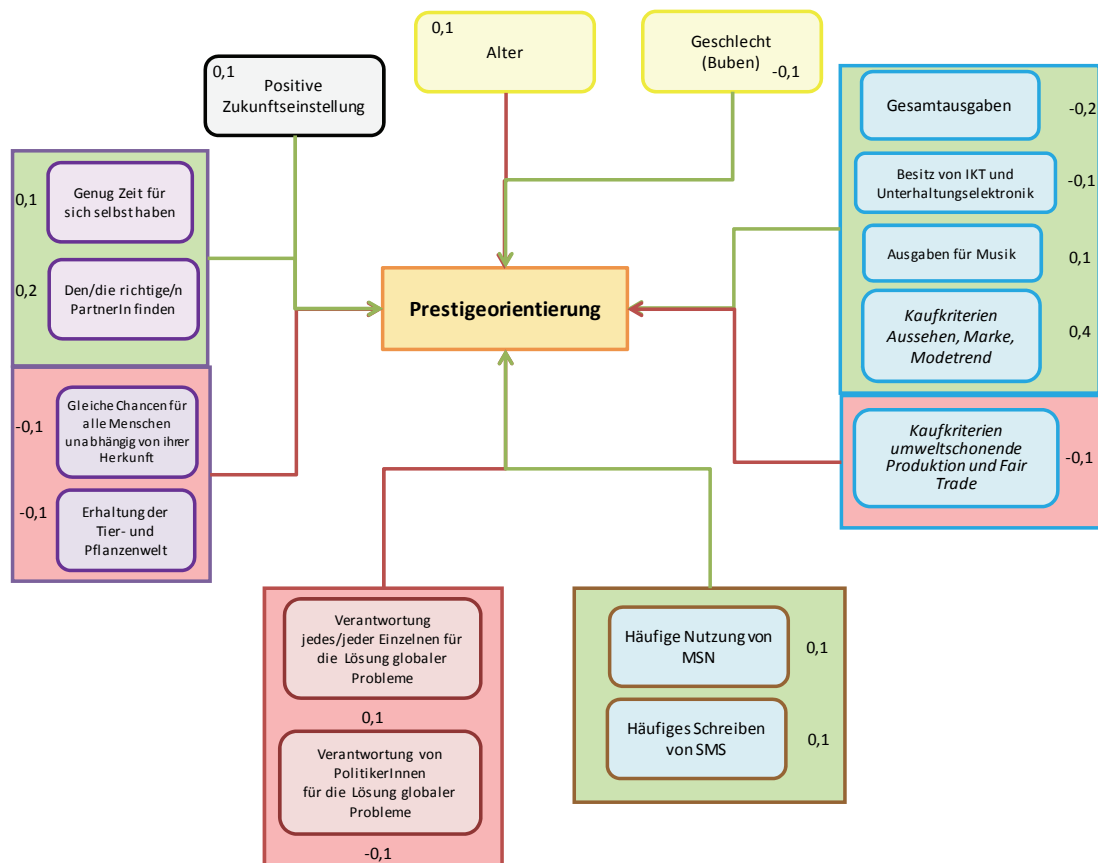 0,1
Positive
Zukunftseinstellung
0,1
Alter
Geschlecht
(Buben)
-0,1
Gesamtausgaben
-0,2
Besitz von IKT und
Unterhaltungselektronik
-0,1
Ausgaben für Musik
0,1
Kaufkriterien
Aussehen, Marke,
Modetrend
0,4
Kaufkriterien
umweltschonende
Produktion und Fair
Trade
-0,1
0,1
Genug Zeit für
sich selbst haben
0,2
Den/die richtige/n
PartnerIn finden
Prestigeorientierung
-0,1
Gleiche Chancen für
alle Menschen
unabhängig von ihrer
Herkunft
-0,1
Erhaltung der
Tier- und
Pflanzenwelt
Verantwortung
jedes/jeder Einzelnen für
die Lösung globaler
Probleme
0,1
Verantwortung von
PolitikerInnen
für die Lösung globaler
Probleme
-0,1
Häufige Nutzung von
MSN
0,1
Häufiges Schreiben
von SMS
0,1